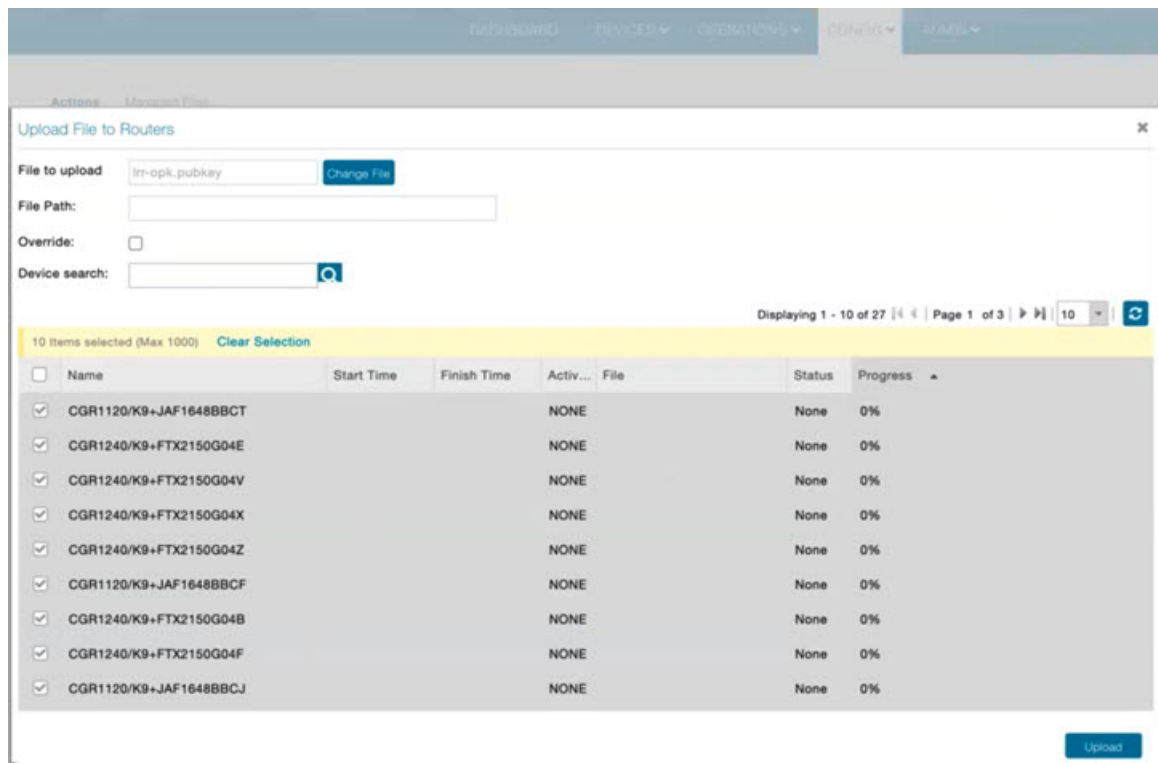 DASHBOARD DEVICES OPERATIONS CONFIG ADMIN
Actions Managed Files
Upload File to Routers
File to upload lrr-opk.pubkey Change File
File Path:
Override:
Device search:
Displaying 1 - 10 of 27 Page 1 of 3 10
10 Items selected (Max 1000) Clear Selection
Name Start Time Finish Time Activ... File Status Progress
CGR1120/K9+JAF1648BBCT NONE None 0%
CGR1240/K9+FTX2150G04E NONE None 0%
CGR1240/K9+FTX2150G04V NONE None 0%
CGR1240/K9+FTX2150G04X NONE None 0%
CGR1240/K9+FTX2150G04Z NONE None 0%
CGR1120/K9+JAF1648BBCF NONE None 0%
CGR1240/K9+FTX2150G04B NONE None 0%
CGR1240/K9+FTX2150G04F NONE None 0%
CGR1120/K9+JAF1648BBCJ NONE None 0%
Upload